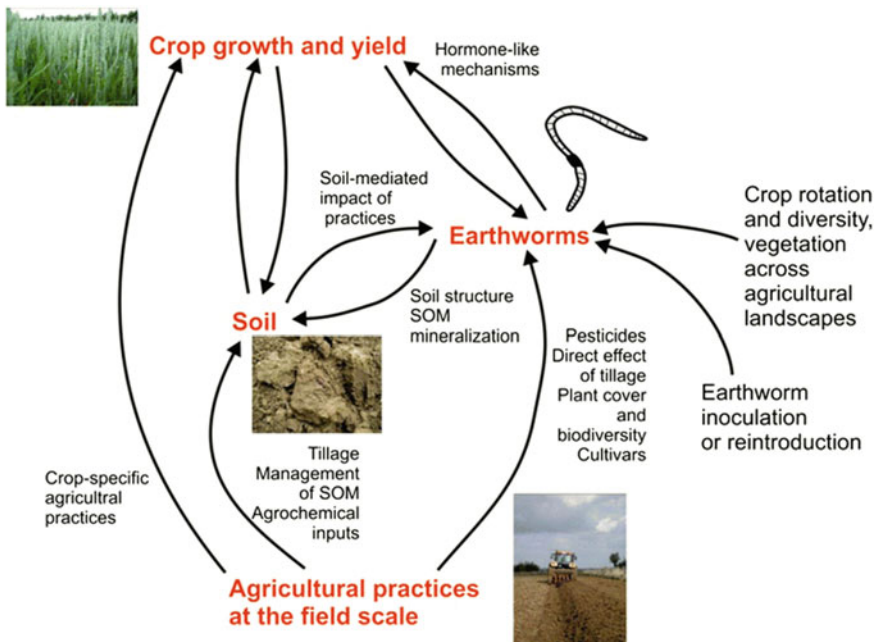 Crop growth and yield
Hormone-like
mechanisms
Soil-mediated
impact of
practices
Earthworms
Crop rotation
and diversity,
vegetation
across
agricultural
landscapes
Soil
Soil structure
SOM
mineralization
Pesticides
Direct effect
of tillage
Plant cover
and
biodiversity
Cultivars
Earthworm
inoculation
or reintroduction
Tillage
Management
of SOM
Agrochemical
inputs
Crop-specific
agricultral
practices
Agricultural practices
at the field scale